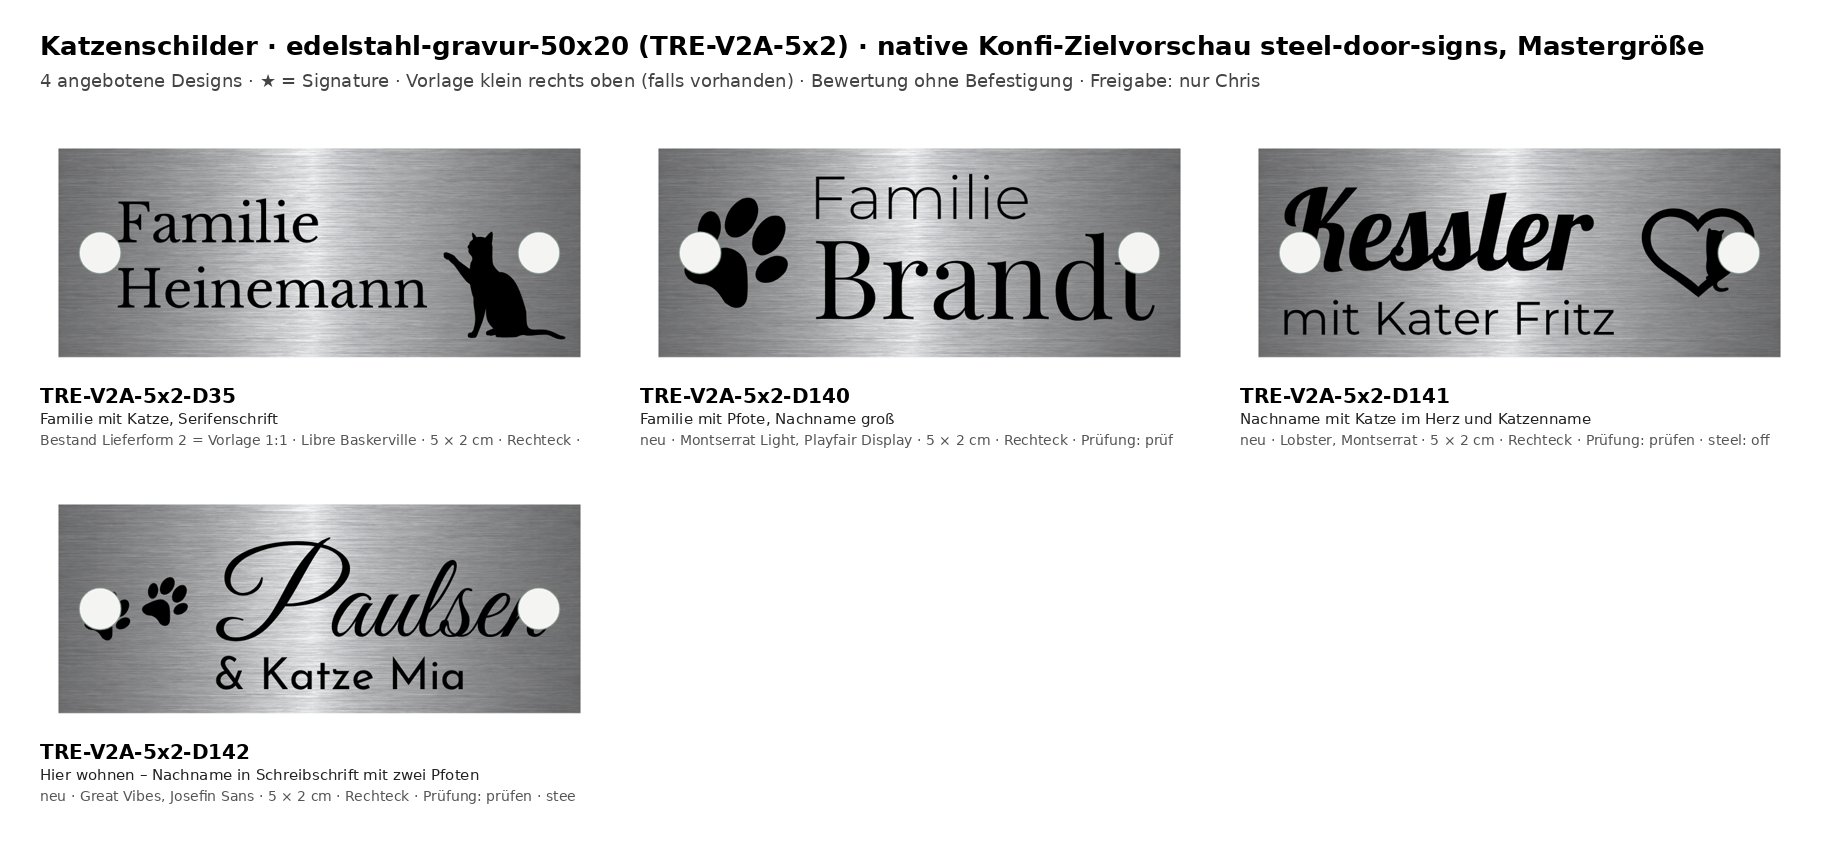 Katzenschilder · edelstahl-gravur-50x20 (TRE-V2A-5x2) · native Konfi-Zielvorschau steel-door-signs, Mastergröße
4 angebotene Designs · ★ = Signature · Vorlage klein rechts oben (falls vorhanden) · Bewertung ohne Befestigung · Freigabe: nur Chris
Familie
Heinemann
TRE-V2A-5x2-D35
Familie mit Katze, Serifenschrift
Bestand Lieferform 2 = Vorlage 1:1 · Libre Baskerville · 5 × 2 cm · Rechteck ·
Familie
Brandt
TRE-V2A-5x2-D140
Familie mit Pfote, Nachname groß
neu · Montserrat Light, Playfair Display · 5 × 2 cm · Rechteck · Prüfung: prüf
Kessler
mit Kater Fritz
TRE-V2A-5x2-D141
Nachname mit Katze im Herz und Katzenname
neu · Lobster, Montserrat · 5 × 2 cm · Rechteck · Prüfung: prüfen · steel: off
Paulsen
& Katze Mia
TRE-V2A-5x2-D142
Hier wohnen – Nachname in Schreibschrift mit zwei Pfoten
neu · Great Vibes, Josefin Sans · 5 × 2 cm · Rechteck · Prüfung: prüfen · stee